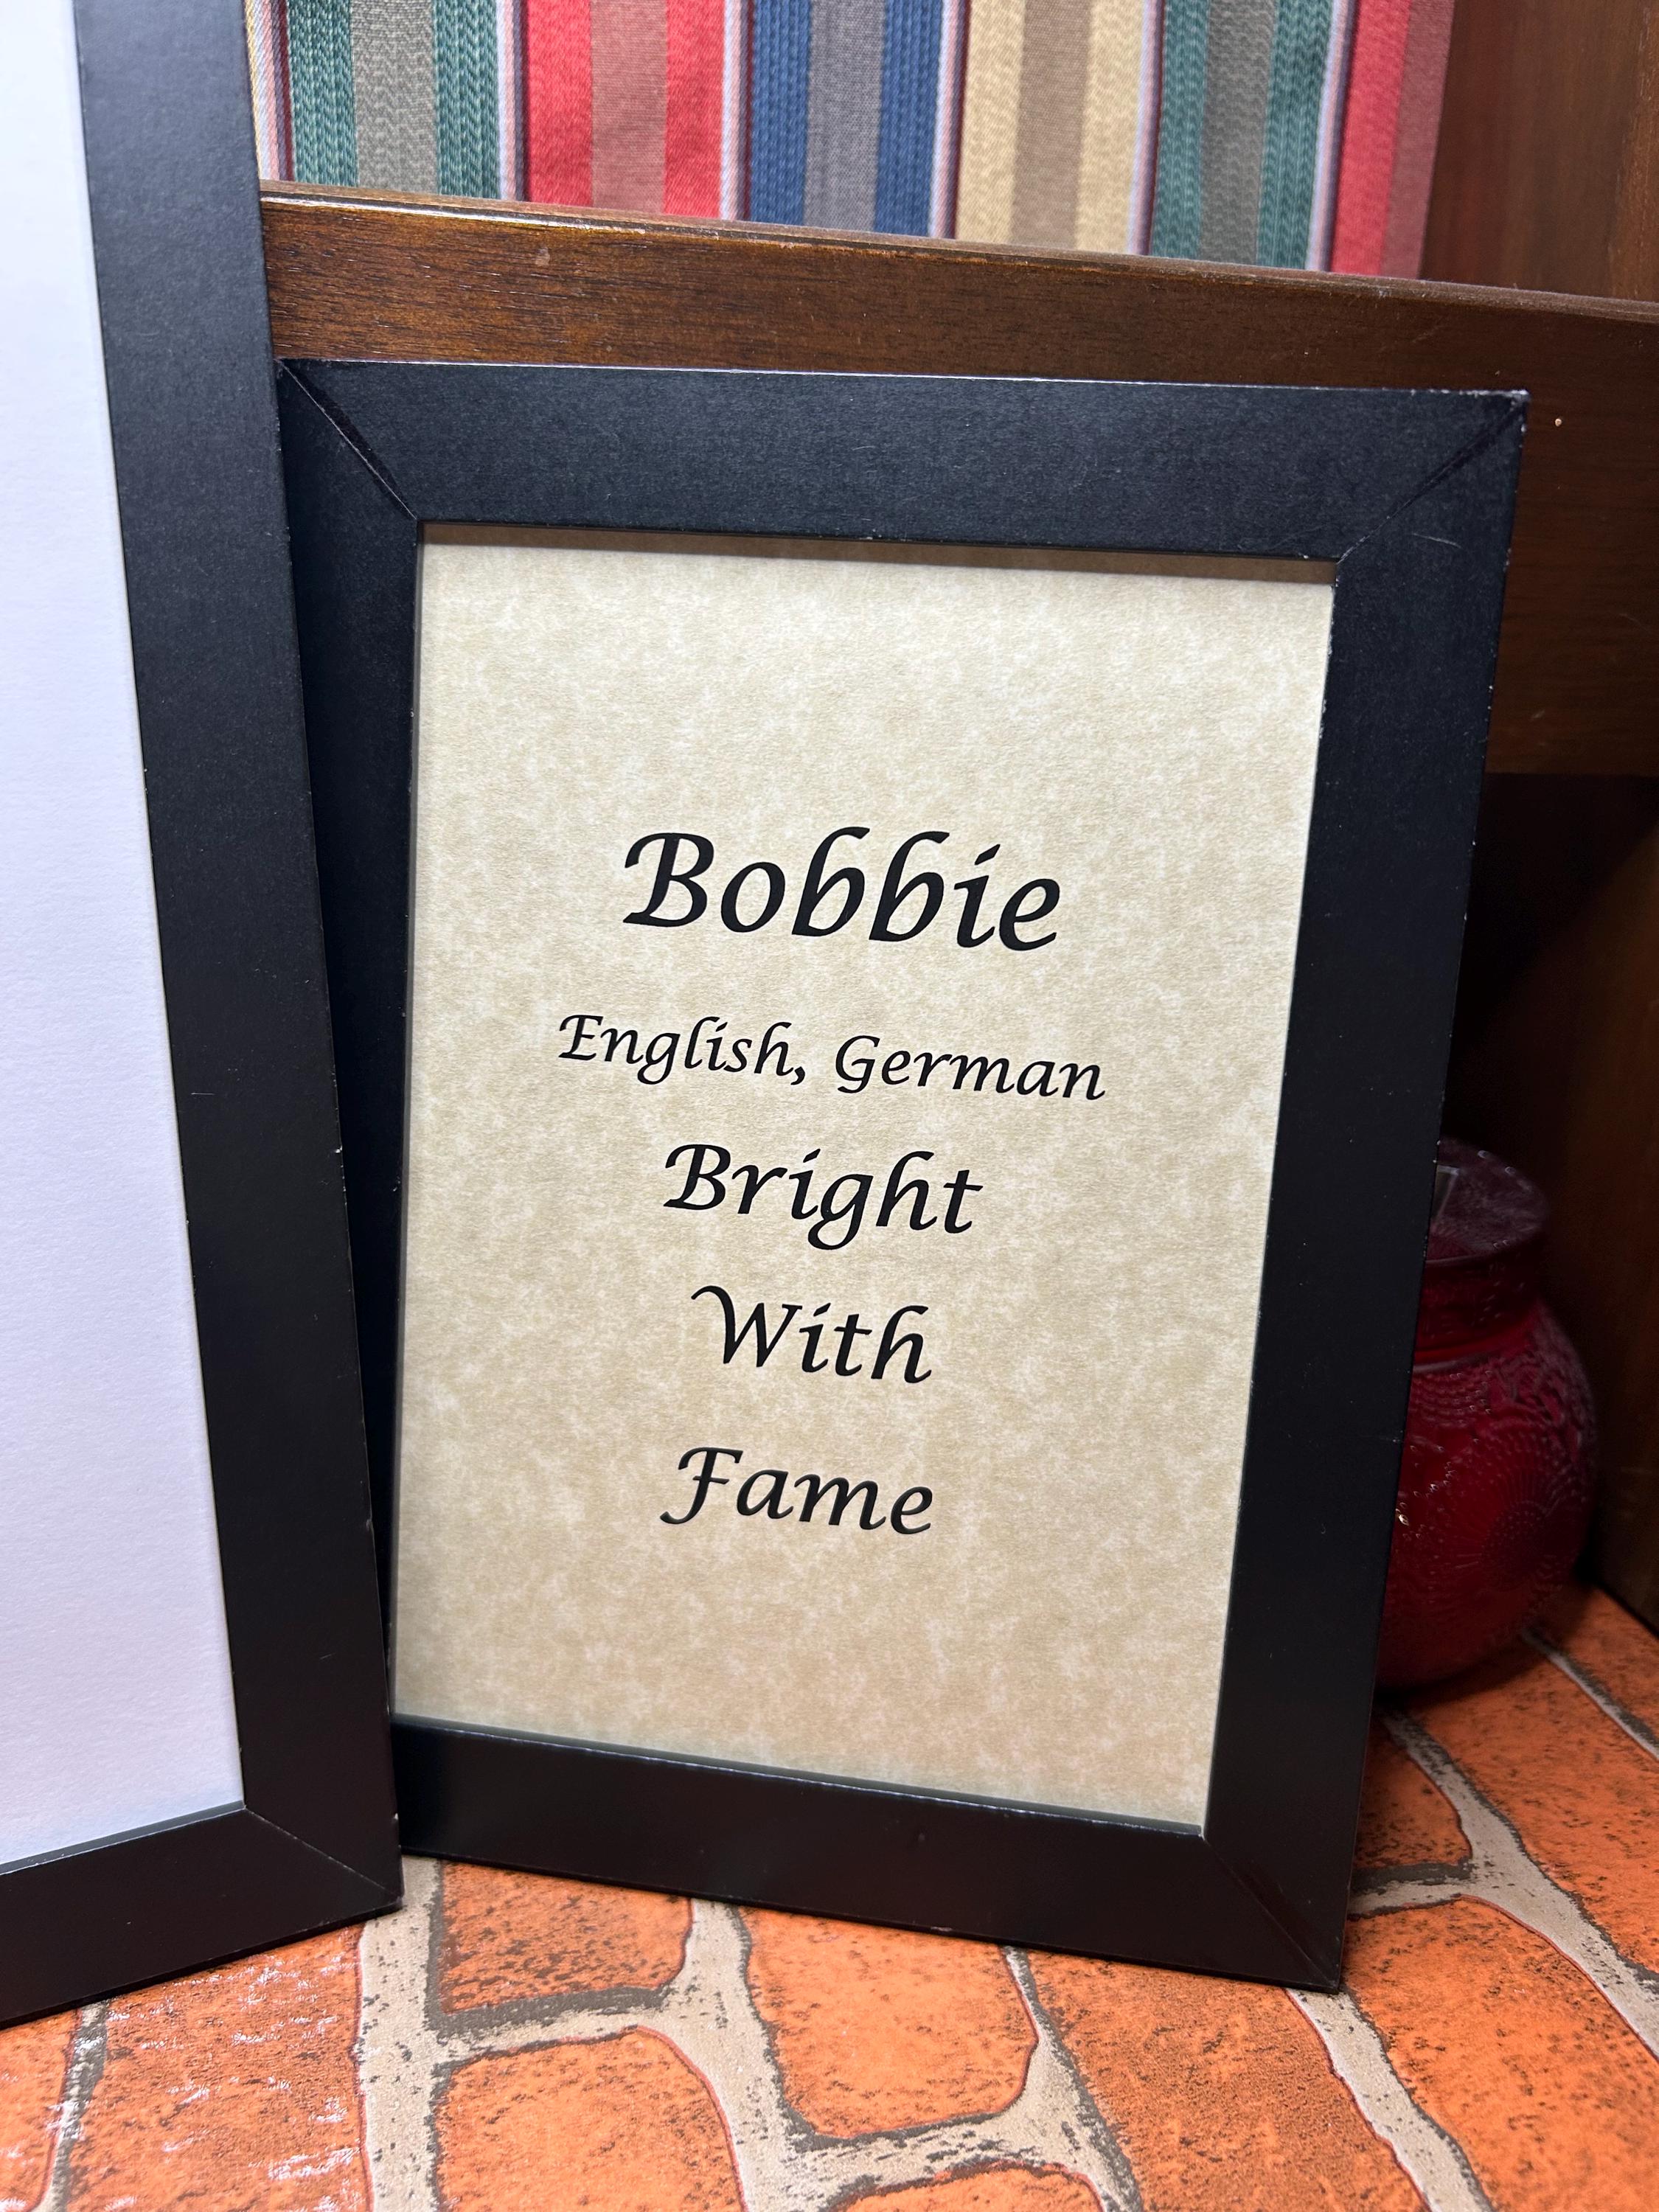 Bobbie
English, German
Bright
With
Fame